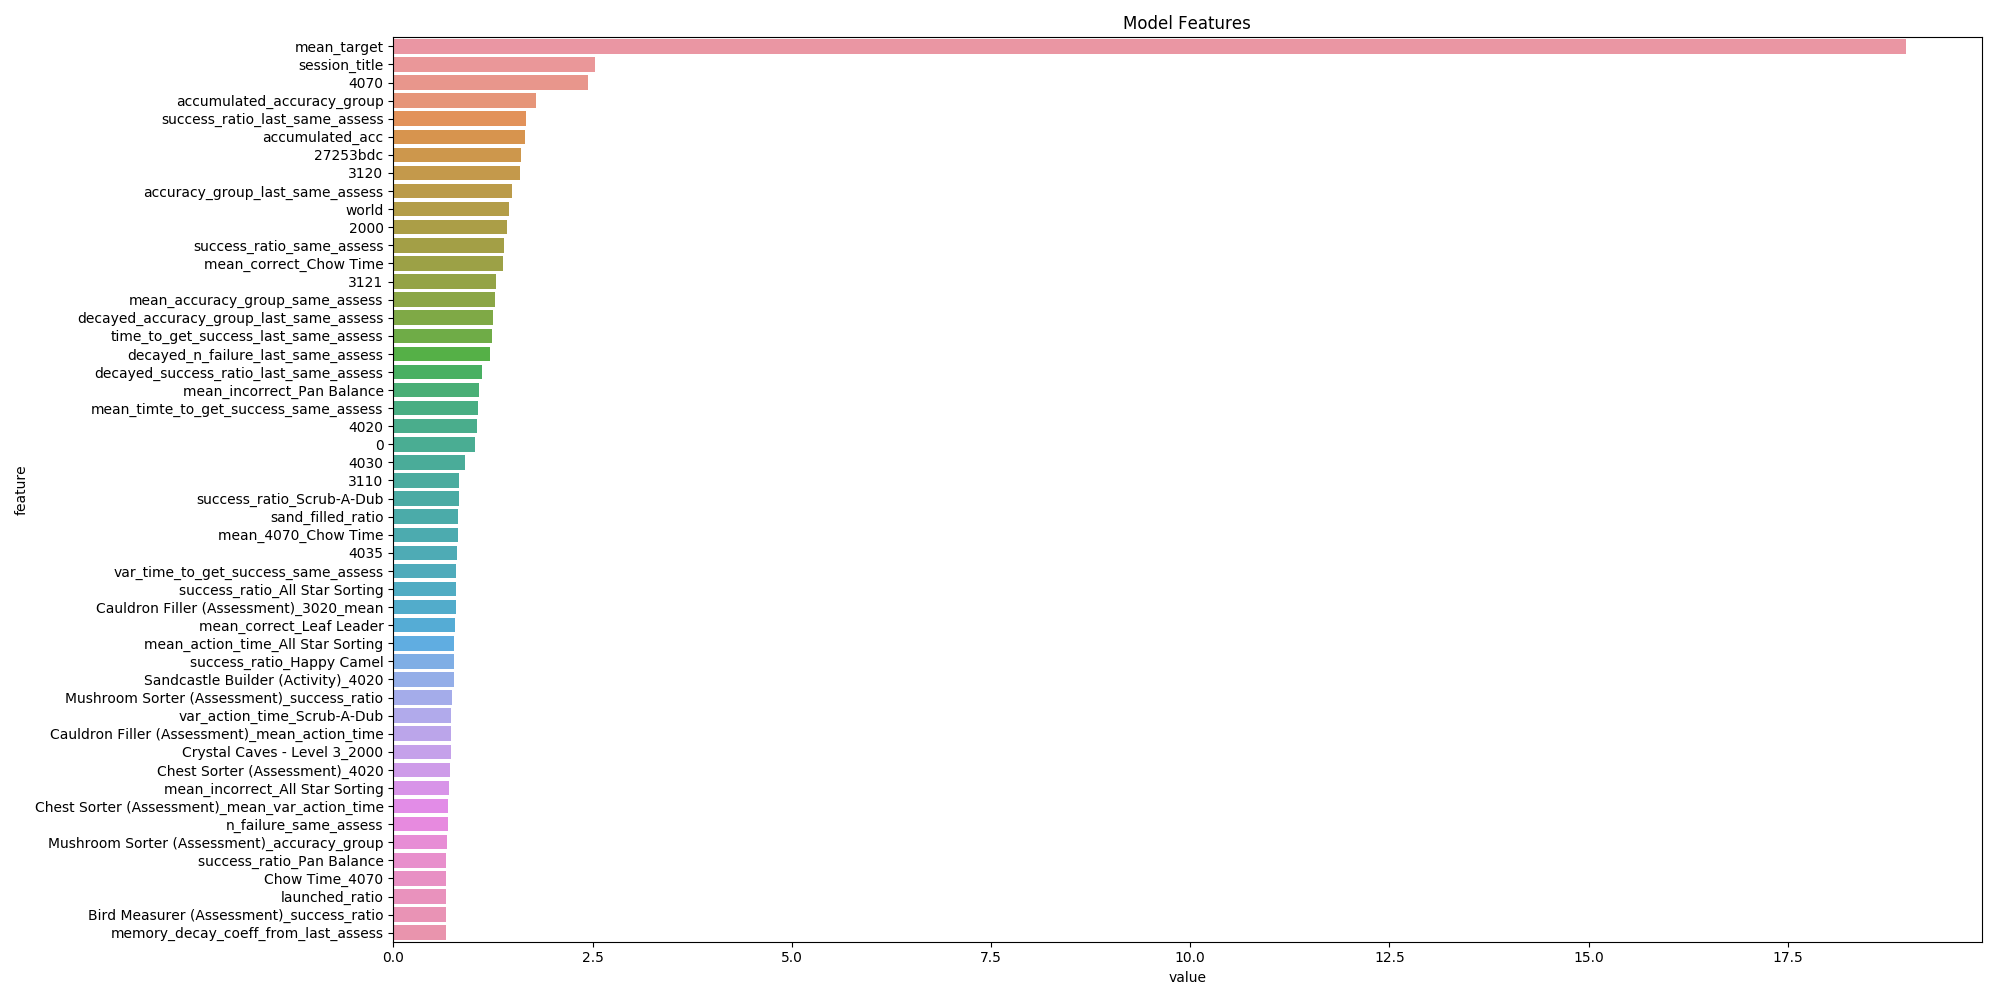 Model Features
mean_target
session_title
4070
accumulated_accuracy_group
success_ratio_last_same_assess
accumulated_acc
27253bdc
3120
accuracy_group_last_same_assess
world
2000
success_ratio_same_assess
mean_correct_Chow Time
3121
mean_accuracy_group_same_assess
decayed_accuracy_group_last_same_assess
time_to_get_success_last_same_assess
decayed_n_failure_last_same_assess
decayed_success_ratio_last_same_assess
mean_incorrect_Pan Balance
mean_timte_to_get_success_same_assess
4020
0
4030
3110
success_ratio_Scrub-A-Dub
sand_filled_ratio
mean_4070_Chow Time
4035
var_time_to_get_success_same_assess
success_ratio_All Star Sorting
Cauldron Filler (Assessment)_3020_mean
mean_correct_Leaf Leader
mean_action_time_All Star Sorting
success_ratio_Happy Camel
Sandcastle Builder (Activity)_4020
Mushroom Sorter (Assessment)_success_ratio
var_action_time_Scrub-A-Dub
Cauldron Filler (Assessment)_mean_action_time
Crystal Caves - Level 3_2000
Chest Sorter (Assessment)_4020
mean_incorrect_All Star Sorting
Chest Sorter (Assessment)_mean_var_action_time
n_failure_same_assess
Mushroom Sorter (Assessment)_accuracy_group
success_ratio_Pan Balance
Chow Time_4070
launched_ratio
Bird Measurer (Assessment)_success_ratio
memory_decay_coeff_from_last_assess
feature
0.0 2.5 5.0 7.5 10.0 12.5 15.0 17.5
value